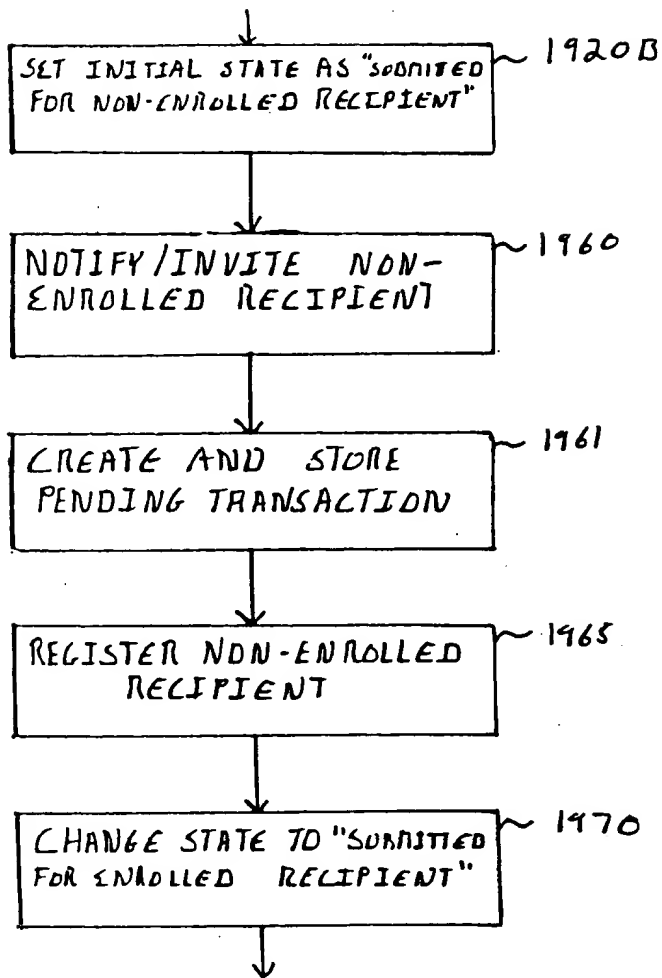 SET INITIAL STATE AS "SUBMITED
FOR NON-ENROLLED RECIPIENT"
1920B
NOTIFY/INVITE NON-
ENROLLED RECIPIENT
1960
CREATE AND STORE
PENDING TRANSACTION
1961
REGISTER NON-ENROLLED
RECIPIENT
1965
CHANGE STATE TO "SUBMITTED
FOR ENROLLED RECIPIENT"
1970